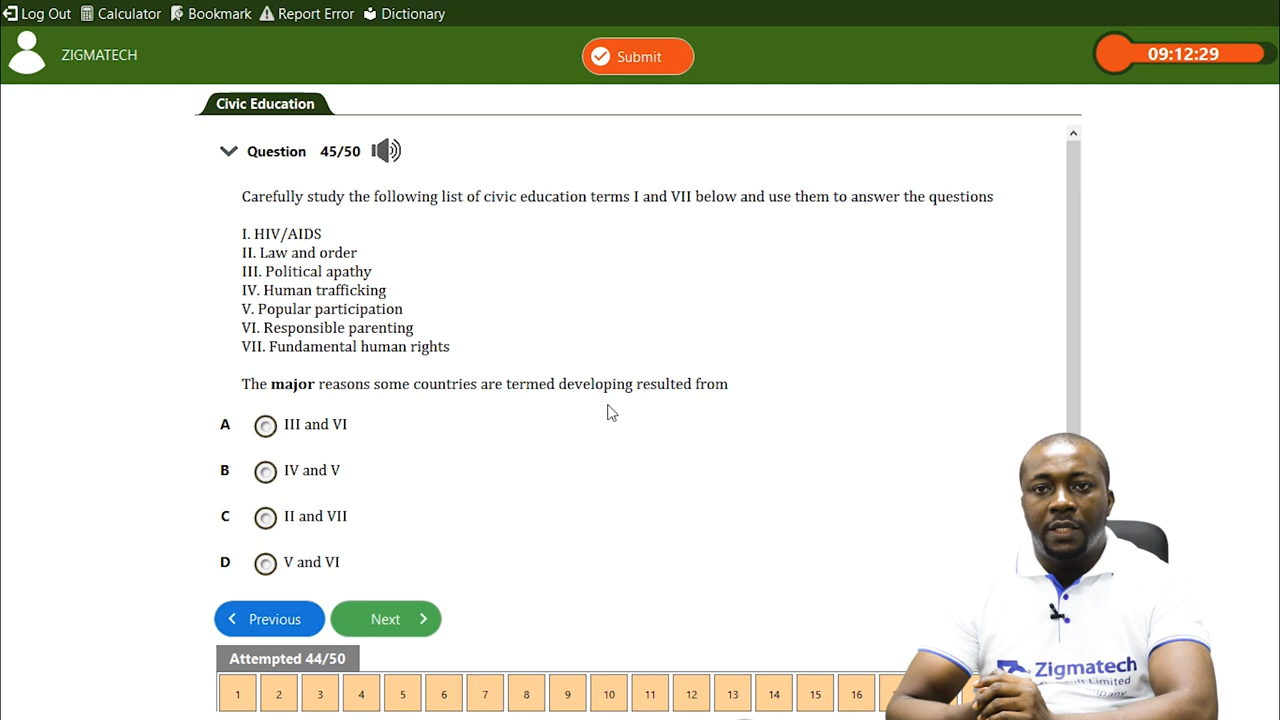 Log Out Calculator Bookmark Report Error Dictionary
ZIGMATECH
Submit
09:12:29
Civic Education
Question 45/50
Carefully study the following list of civic education terms I and VII below and use them to answer the questions
I. HIV/AIDS
II. Law and order
III. Political apathy
IV. Human trafficking
V. Popular participation
VI. Responsible parenting
VII. Fundamental human rights
The major reasons some countries are termed developing resulted from
A III and VI
B IV and V
C II and VII
D V and VI
Previous Next
Attempted 44/50
1 2 3 4 5 6 7 8 9 10 11 12 13 14 15 16
Zigmatech
Limited